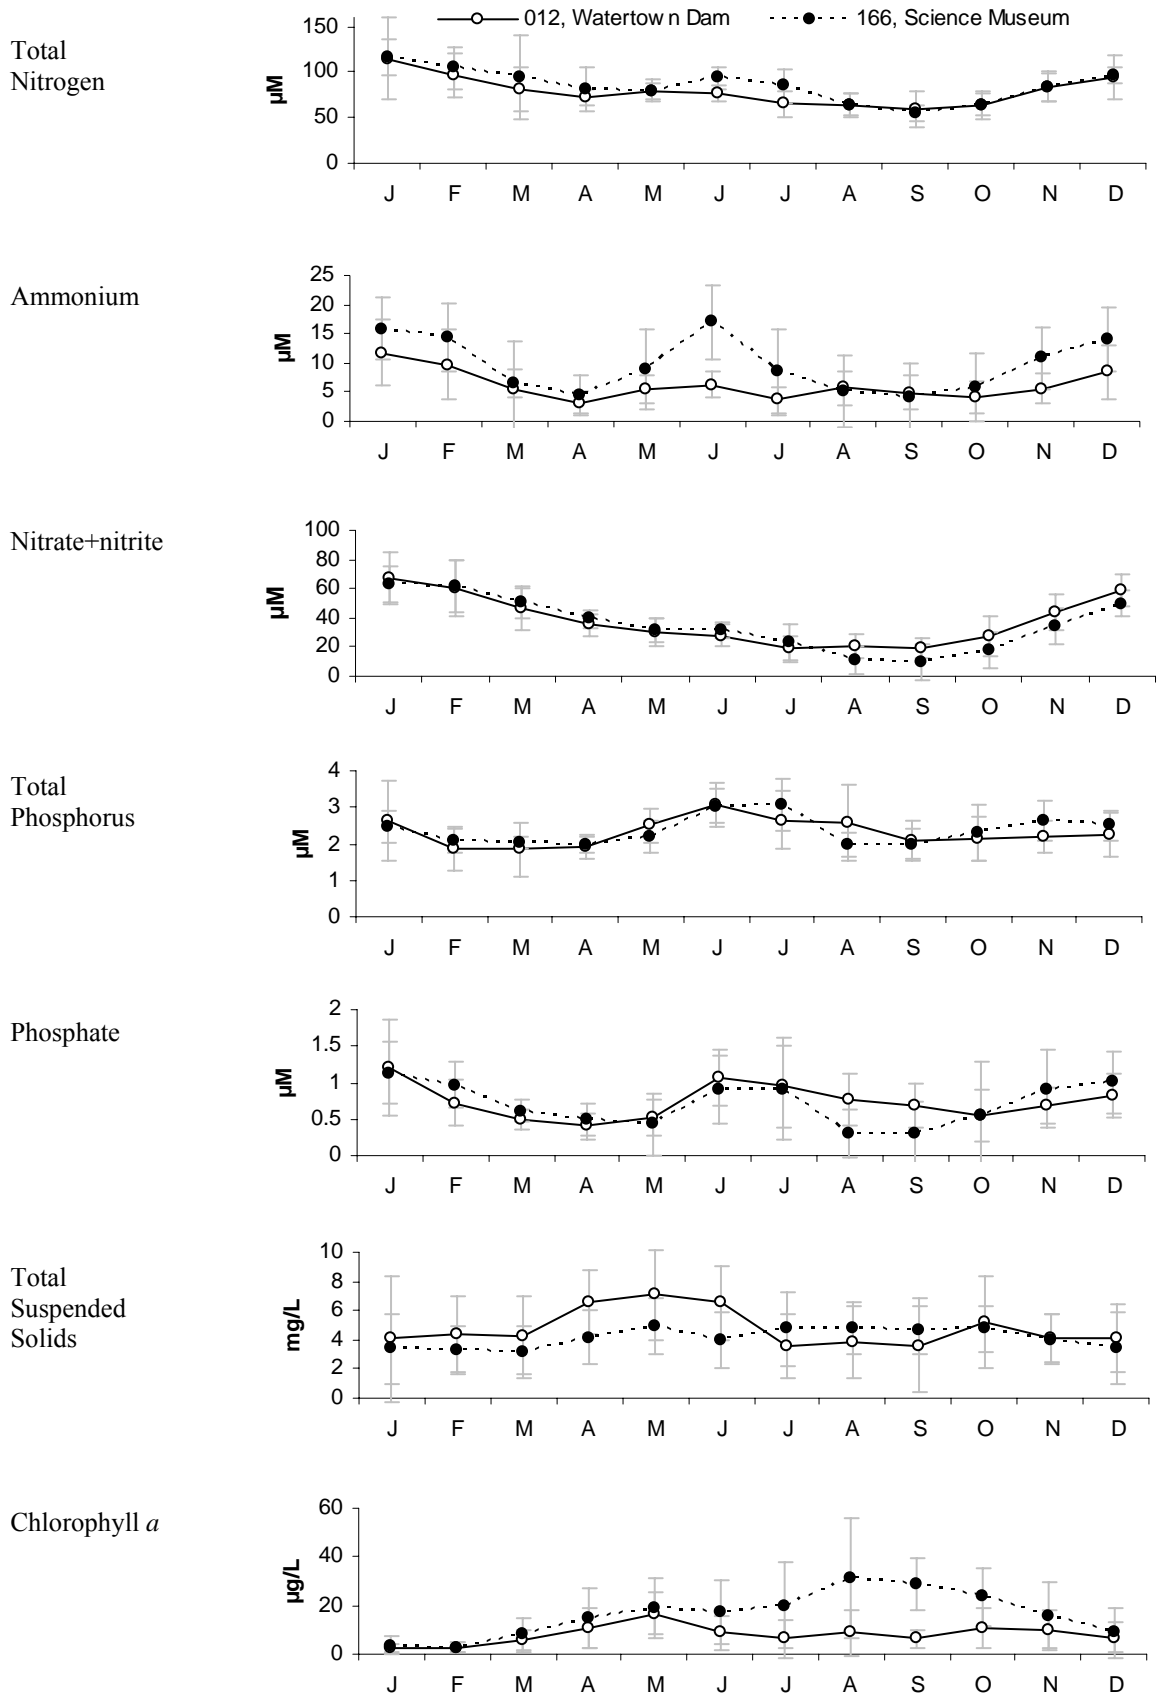 012, Watertown Dam 166, Science Museum
Total
Nitrogen
µM
150
100
50
0
J F M A M J J A S O N D
Ammonium
µM
25
20
15
10
5
0
J F M A M J J A S O N D
Nitrate+nitrite
µM
100
80
60
40
20
0
J F M A M J J A S O N D
Total
Phosphorus
µM
4
3
2
1
0
J F M A M J J A S O N D
Phosphate
µM
2
1.5
1
0.5
0
J F M A M J J A S O N D
Total
Suspended
Solids
mg/L
10
8
6
4
2
0
J F M A M J J A S O N D
Chlorophyll a
µg/L
60
40
20
0
J F M A M J J A S O N D